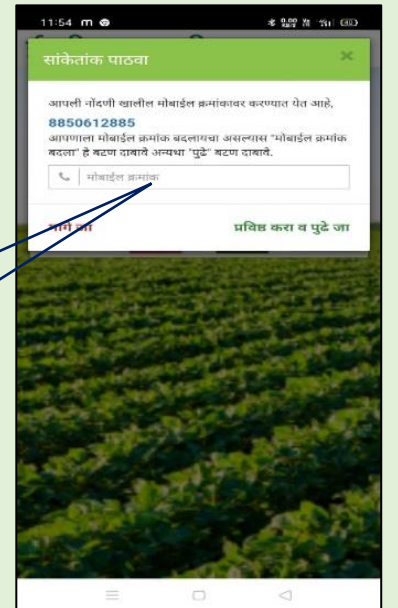 11:54
सांकेतांक पाठवा
आपली नोंदणी खालील मोबाईल क्रमांकावर करण्यात येत आहे,
8850612885
आपणाला मोबाईल क्रमांक बदलायचा असल्यास "मोबाईल क्रमांक
बदला" हे बटण दाबावे अन्यथा "पुढे" बटण दाबावे.
मोबाईल क्रमांक
मागे जा
प्रविष्ठ करा व पुढे जा